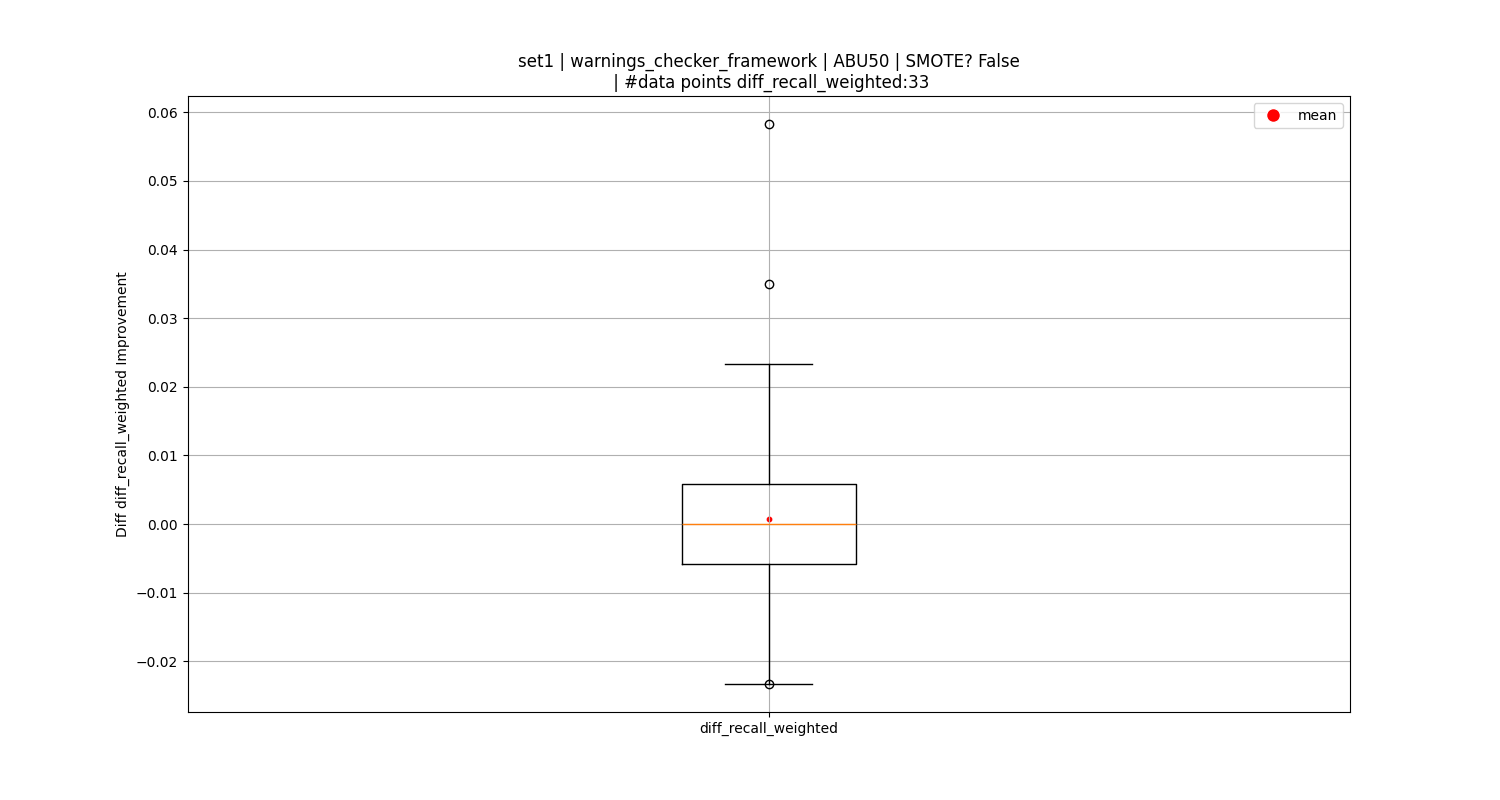 set1 | warnings_checker_framework | ABU50 | SMOTE? False
| #data points diff_recall_weighted:33
mean
0.06
0.05
0.04
0.03
0.02
0.01
0.00
−0.01
−0.02
Diff diff_recall_weighted Improvement
diff_recall_weighted